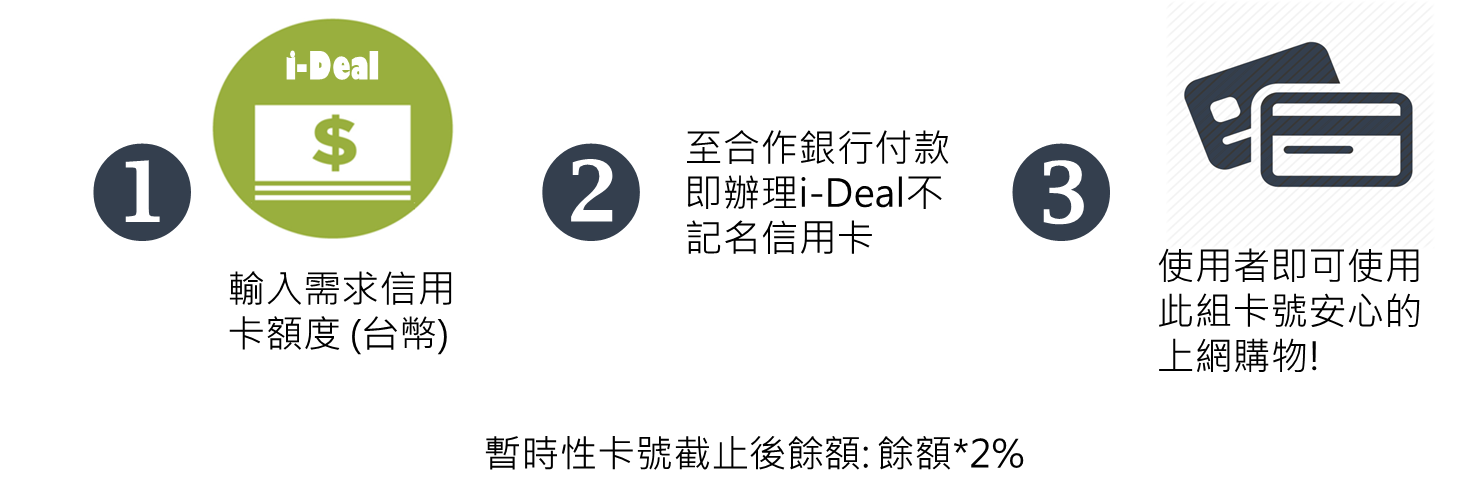 i-Deal
$
1
輸入需求信用
卡額度 (台幣)
2
至合作銀行付款
即辦理i-Deal不
記名信用卡
3
使用者即可使用
此組卡號安心的
上網購物!
暫時性卡號截止後餘額: 餘額*2%